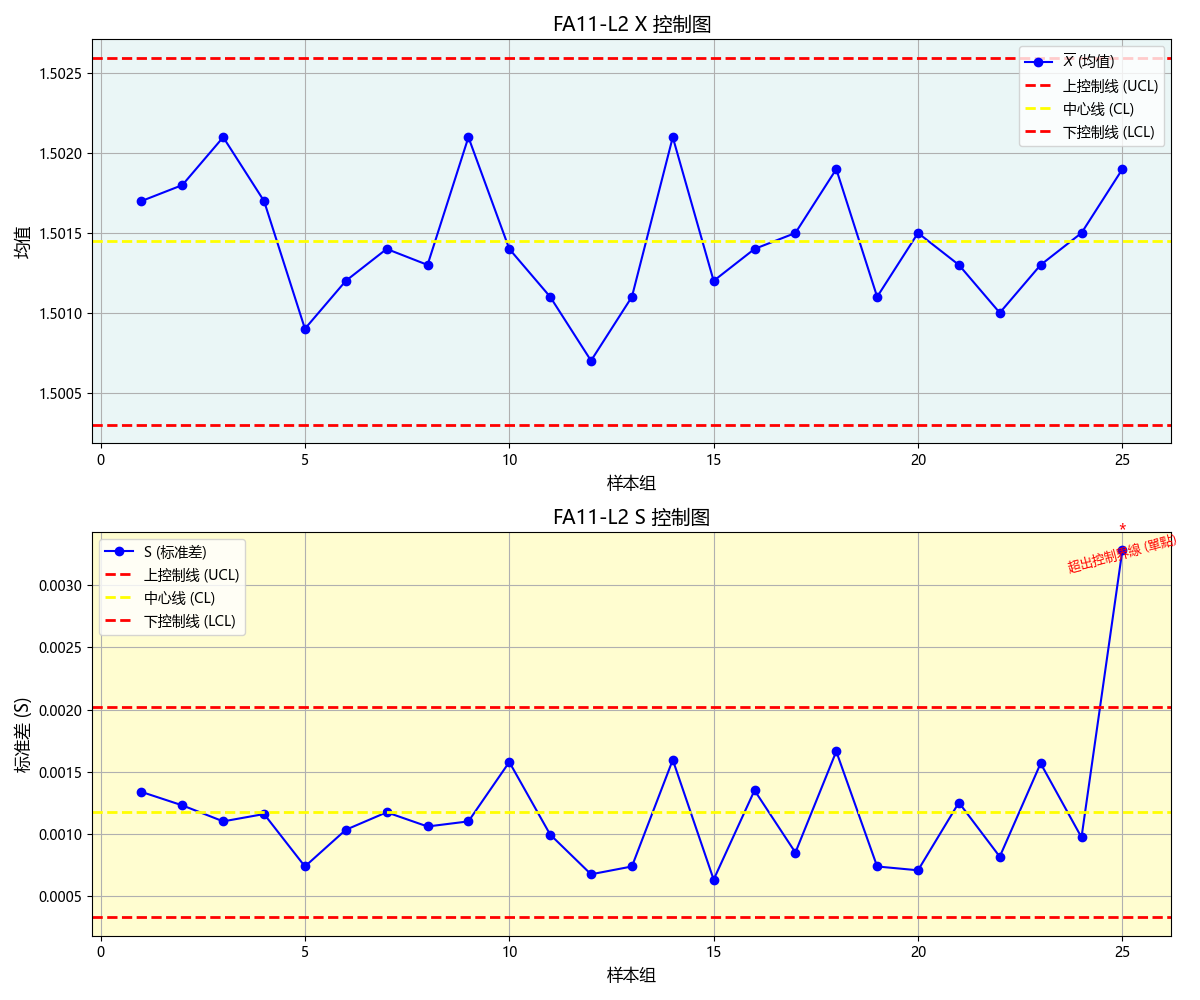 FA11-L2 X 控制图
1.5025
1.5020
1.5015
1.5010
1.5005
均值
X (均值)
上控制线 (UCL)
中心线 (CL)
下控制线 (LCL)
0 5 10 15 20 25
样本组
FA11-L2 S 控制图
*
超出控制界線 (單點)
0.0030
0.0025
0.0020
0.0015
0.0010
0.0005
标准差 (S)
S (标准差)
上控制线 (UCL)
中心线 (CL)
下控制线 (LCL)
0 5 10 15 20 25
样本组